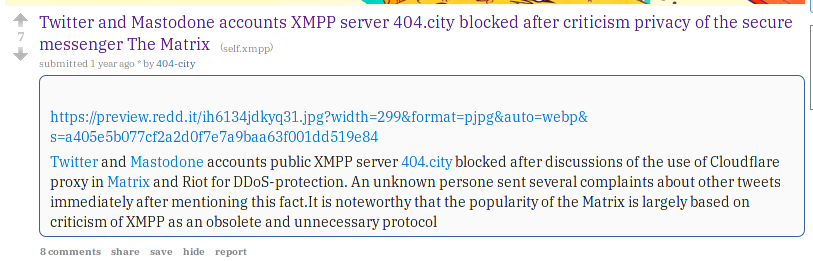 Twitter and Mastodone accounts XMPP server 404.city blocked after criticism privacy of the secure
messenger The Matrix (self.xmpp)
7
submitted 1 year ago * by 404-city
https://preview.redd.it/ih6134jdkyq31.jpg?width=299&format=pjpg&auto=webp&
s=a405e5b077cf2a2d0f7e7a9baa63f001dd519e84
Twitter and Mastodone accounts public XMPP server 404.city blocked after discussions of the use of Cloudflare
proxy in Matrix and Riot for DDoS-protection. An unknown persone sent several complaints about other tweets
immediately after mentioning this fact.It is noteworthy that the popularity of the Matrix is largely based on
criticism of XMPP as an obsolete and unnecessary protocol
8 comments share save hide report